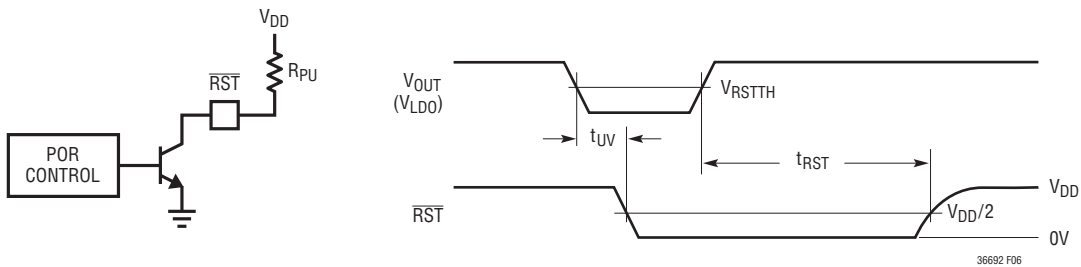 VDD
RPU
RST
POR
CONTROL
VOUT
(VLDO)
VRSTTH
tUV
tRST
RST
VDD
VDD/2
0V
36692 F06